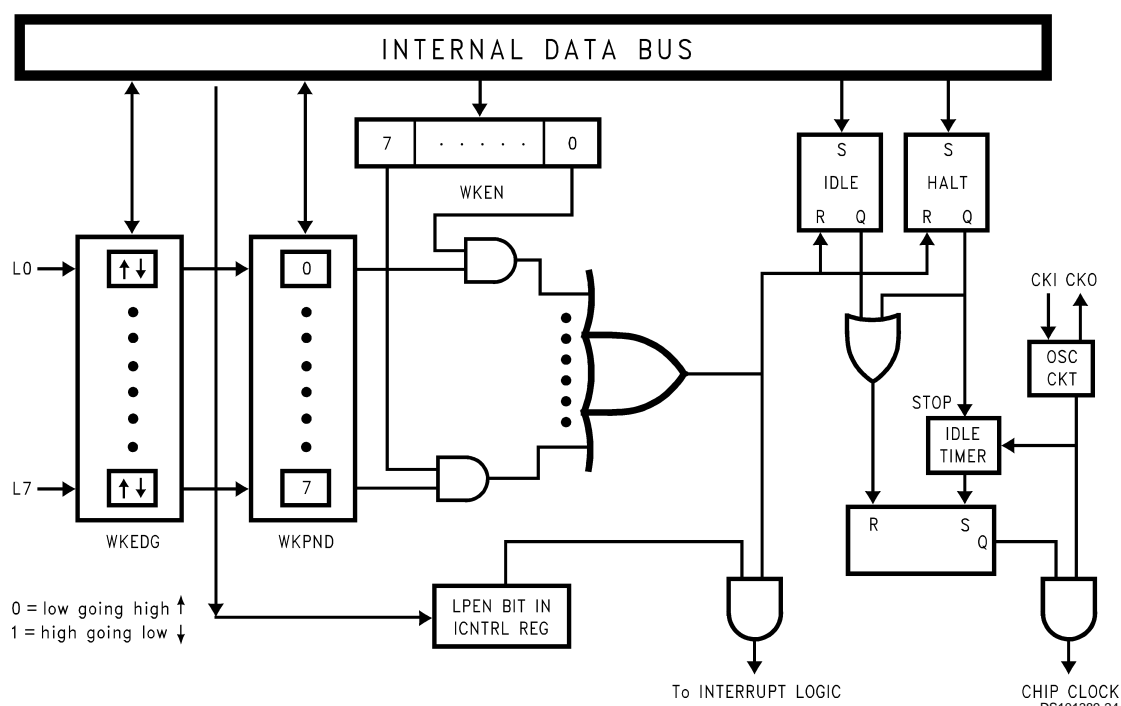 INTERNAL DATA BUS
7 . . . . . 0
WKEN
S
IDLE
R Q
S
HALT
R Q
L0
0
CKI CKO
OSC
CKT
STOP
IDLE
TIMER
L7
7
WKEDG
WKPND
R S
Q
LPEN BIT IN
ICNTRL REG
0 = low going high ↑
1 = high going low ↓
To INTERRUPT LOGIC
CHIP CLOCK